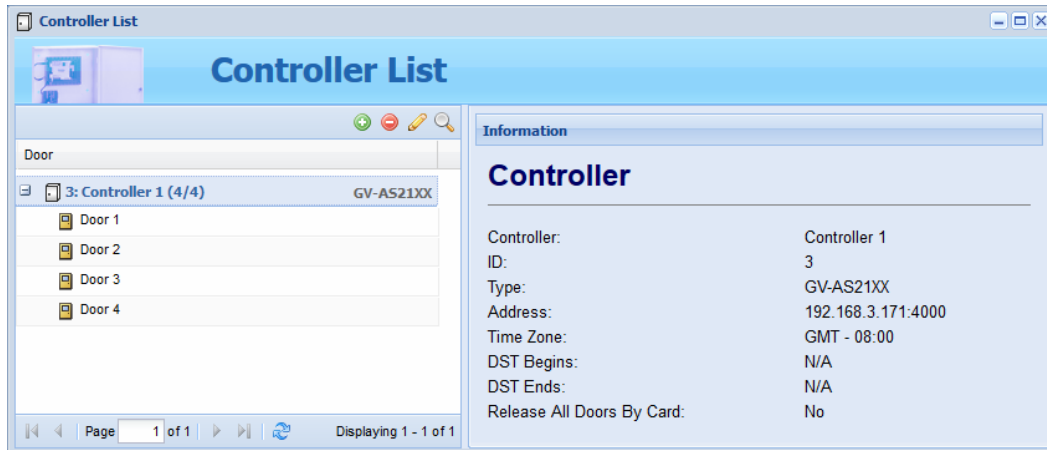 Controller List
Controller List
Door
3: Controller 1 (4/4) GV-AS21XX
Door 1
Door 2
Door 3
Door 4
Page 1 of 1 Displaying 1 - 1 of 1
Information
Controller
Controller: Controller 1
ID: 3
Type: GV-AS21XX
Address: 192.168.3.171:4000
Time Zone: GMT - 08:00
DST Begins: N/A
DST Ends: N/A
Release All Doors By Card: No